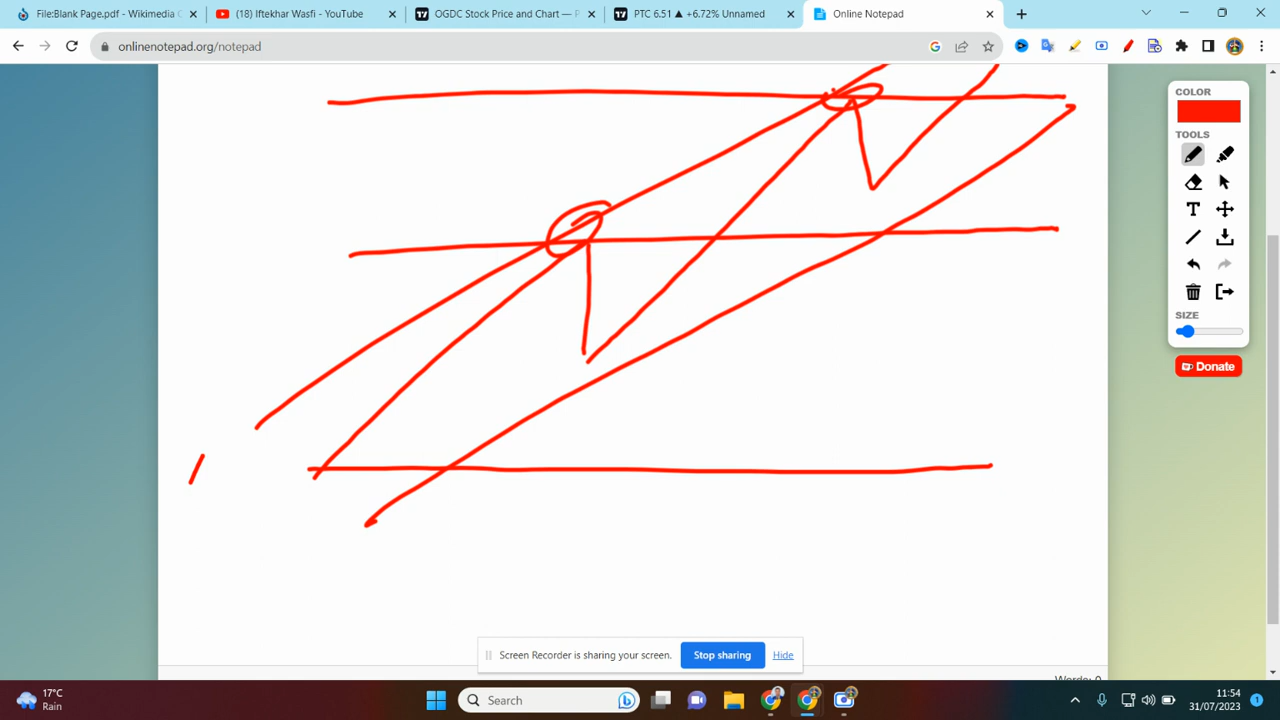 File:Blank Page.pdf - Wikimedia C
(18) Iftekhar Wasfi - YouTube
OGDC Stock Price and Chart — P
PTC 6.51 ▲ +6.72% Unnamed
Online Notepad
onlinenotepad.org/notepad
COLOR
TOOLS
T
SIZE
Donate
Screen Recorder is sharing your screen.
Stop sharing
Hide
Words: 0
17°C
Rain
Search
11:54
31/07/2023
1